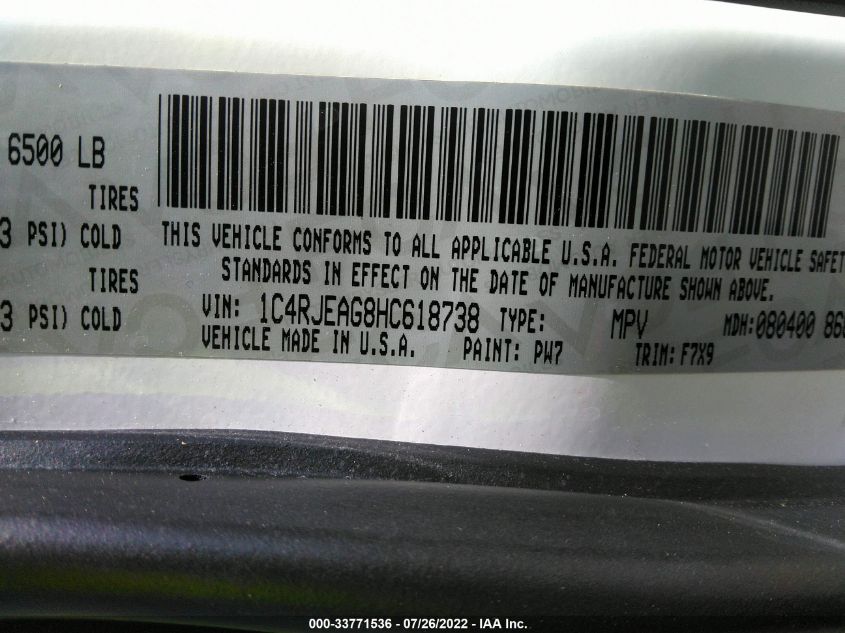 6500 LB
TIRES
3 PSI) COLD
THIS VEHICLE CONFORMS TO ALL APPLICABLE U.S.A. FEDERAL MOTOR VEHICLE SAFET
STANDARDS IN EFFECT ON THE DATE OF MANUFACTURE SHOWN ABOVE.
TIRES
3 PSI) COLD
VIN: 1C4RJEAG8HC618738 TYPE: MPV MDH:080400 86
VEHICLE MADE IN U.S.A. PAINT: PW7 TRIM: F7X9
000-33771536 - 07/26/2022 - IAA Inc.